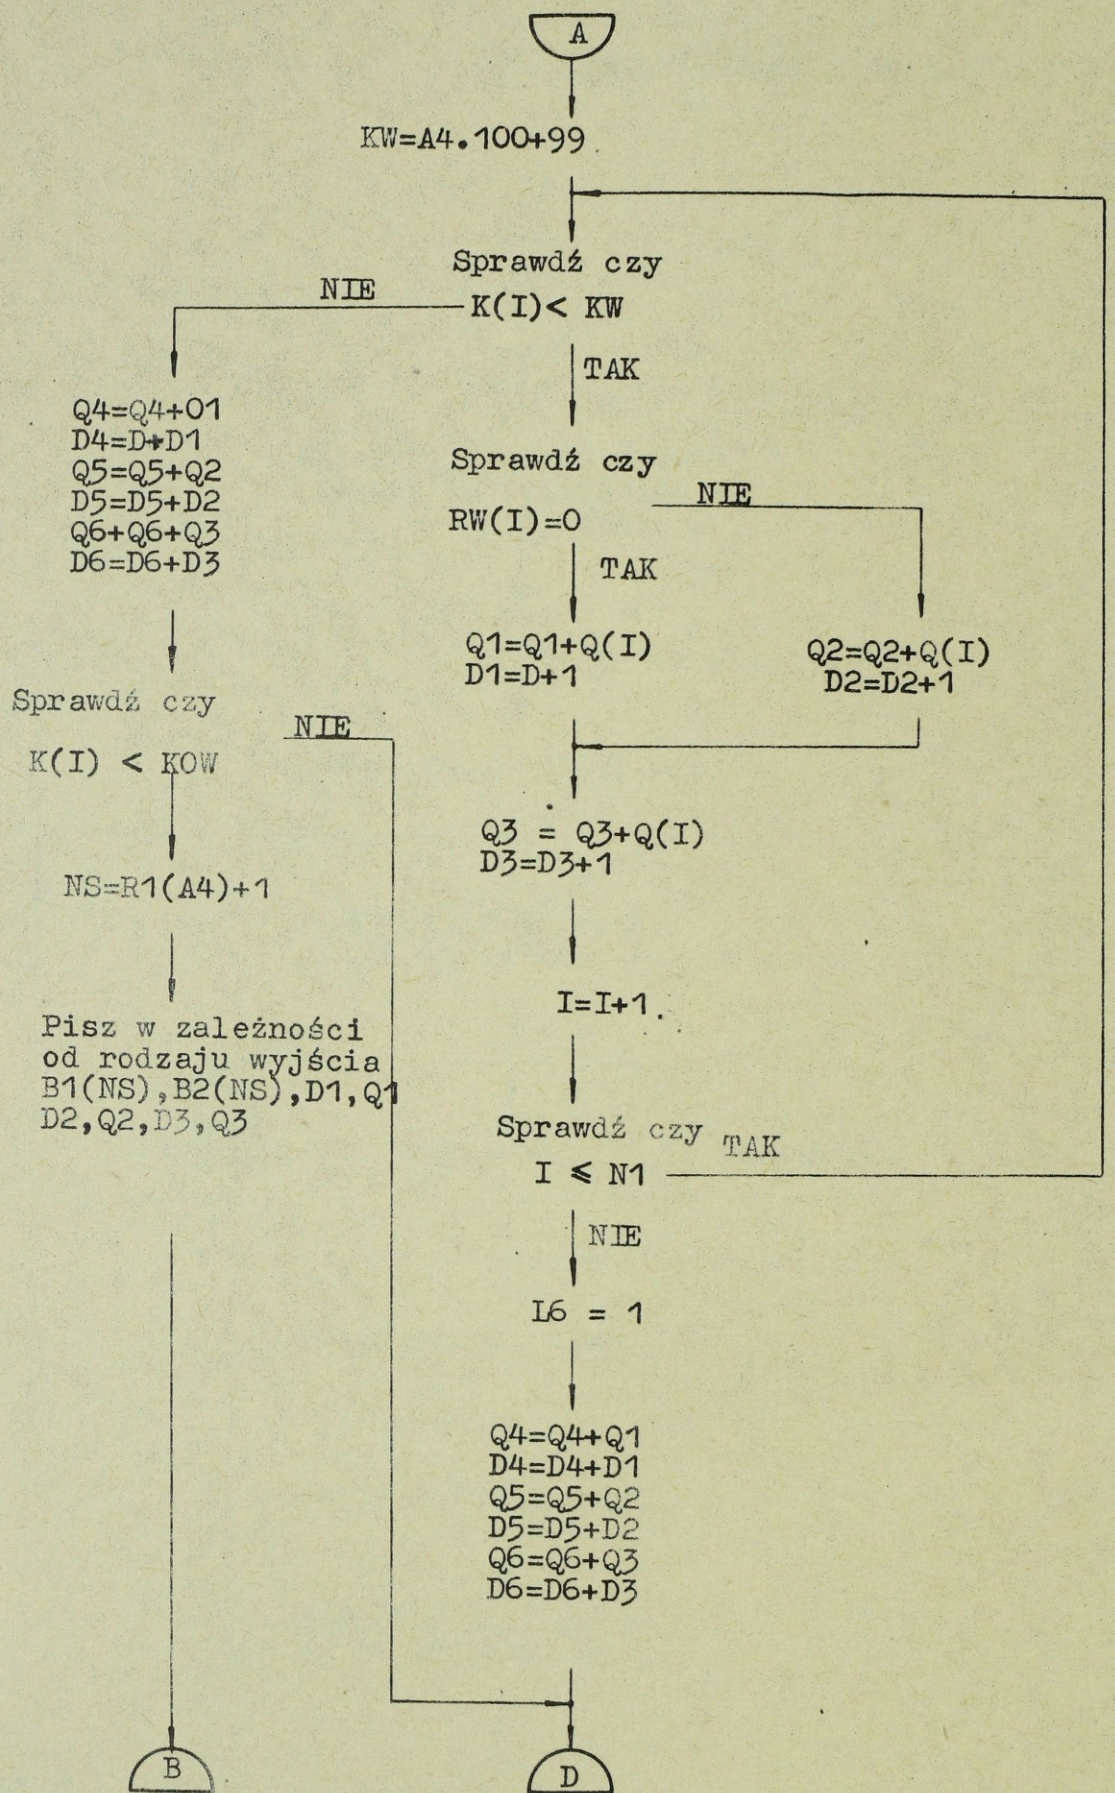 A
KW=A4.100+99
Sprawdź czy
NIE
K(I)< KW
TAK
Q4=Q4+O1
D4=D+D1
Q5=Q5+Q2
D5=D5+D2
Q6+Q6+Q3
D6=D6+D3
Sprawdź czy
NIE
RW(I)=0
TAK
Q1=Q1+Q(I)
D1=D+1
Q2=Q2+Q(I)
D2=D2+1
Sprawdź czy
NIE
K(I) < KOW
Q3 = Q3+Q(I)
D3=D3+1
NS=R1(A4)+1
I=I+1.
Pisz w zależności
od rodzaju wyjścia
B1(NS),B2(NS),D1,Q1
D2,Q2,D3,Q3
Sprawdź czy
TAK
I ⩽ N1
NIE
L6 = 1
Q4=Q4+Q1
D4=D4+D1
Q5=Q5+Q2
D5=D5+D2
Q6=Q6+Q3
D6=D6+D3
B
D